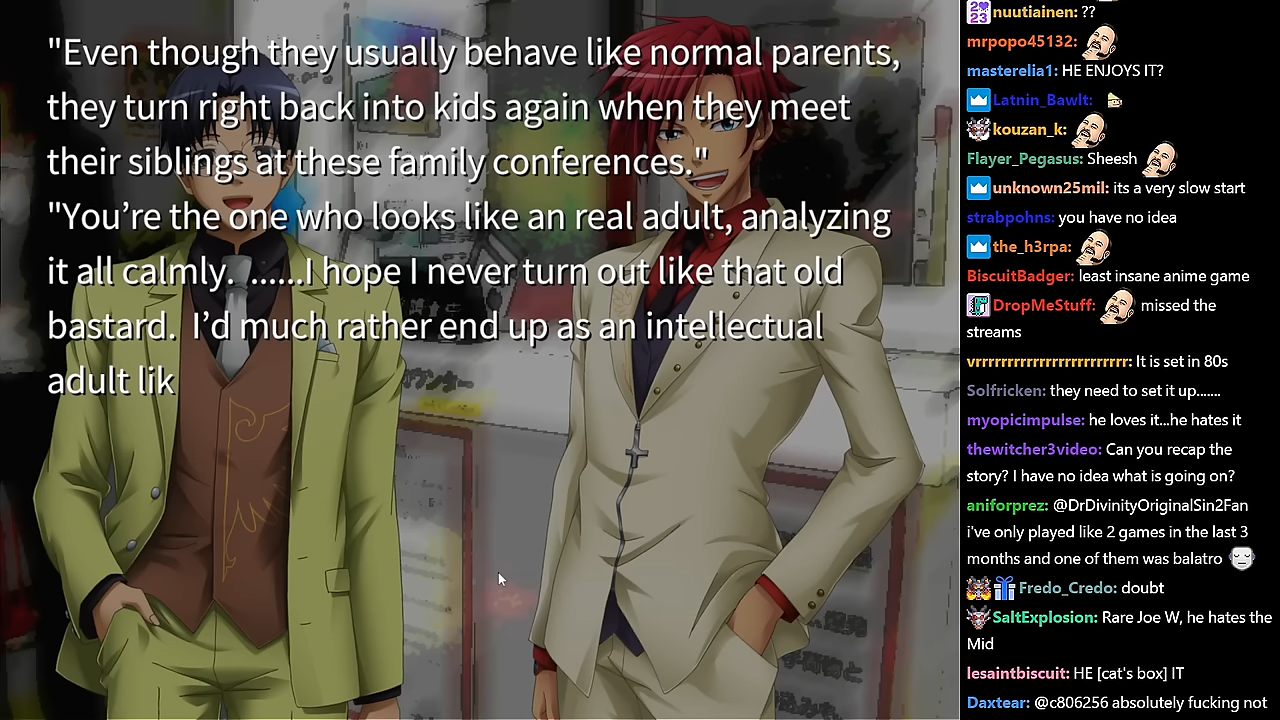 "Even though they usually behave like normal parents,
they turn right back into kids again when they meet
their siblings at these family conferences."
"You’re the one who looks like an real adult, analyzing
it all calmly. ......I hope I never turn out like that old
bastard. I’d much rather end up as an intellectual
adult lik
nuutiainen: ??
mrpopo45132:
masterelia1: HE ENJOYS IT?
Latnin_BawIt:
kouzan_k:
Flayer_Pegasus: Sheesh
unknown25mil: its a very slow start
strabpohns: you have no idea
the_h3rpa:
BiscuitBadger: least insane anime game
DropMeStuff: missed the
streams
vrrrrrrrrrrrrrrrrrrrrrrr: It is set in 80s
Solfricken: they need to set it up.......
myopicimpulse: he loves it...he hates it
thewitcher3video: Can you recap the
story? I have no idea what is going on?
aniforprez: @DrDivinityOriginalSin2Fan
i've only played like 2 games in the last 3
months and one of them was balatro
Fredo_Credo: doubt
SaltExplosion: Rare Joe W, he hates the
Mid
lesaintbiscuit: HE [cat's box] IT
Daxtear: @c806256 absolutely fucking not